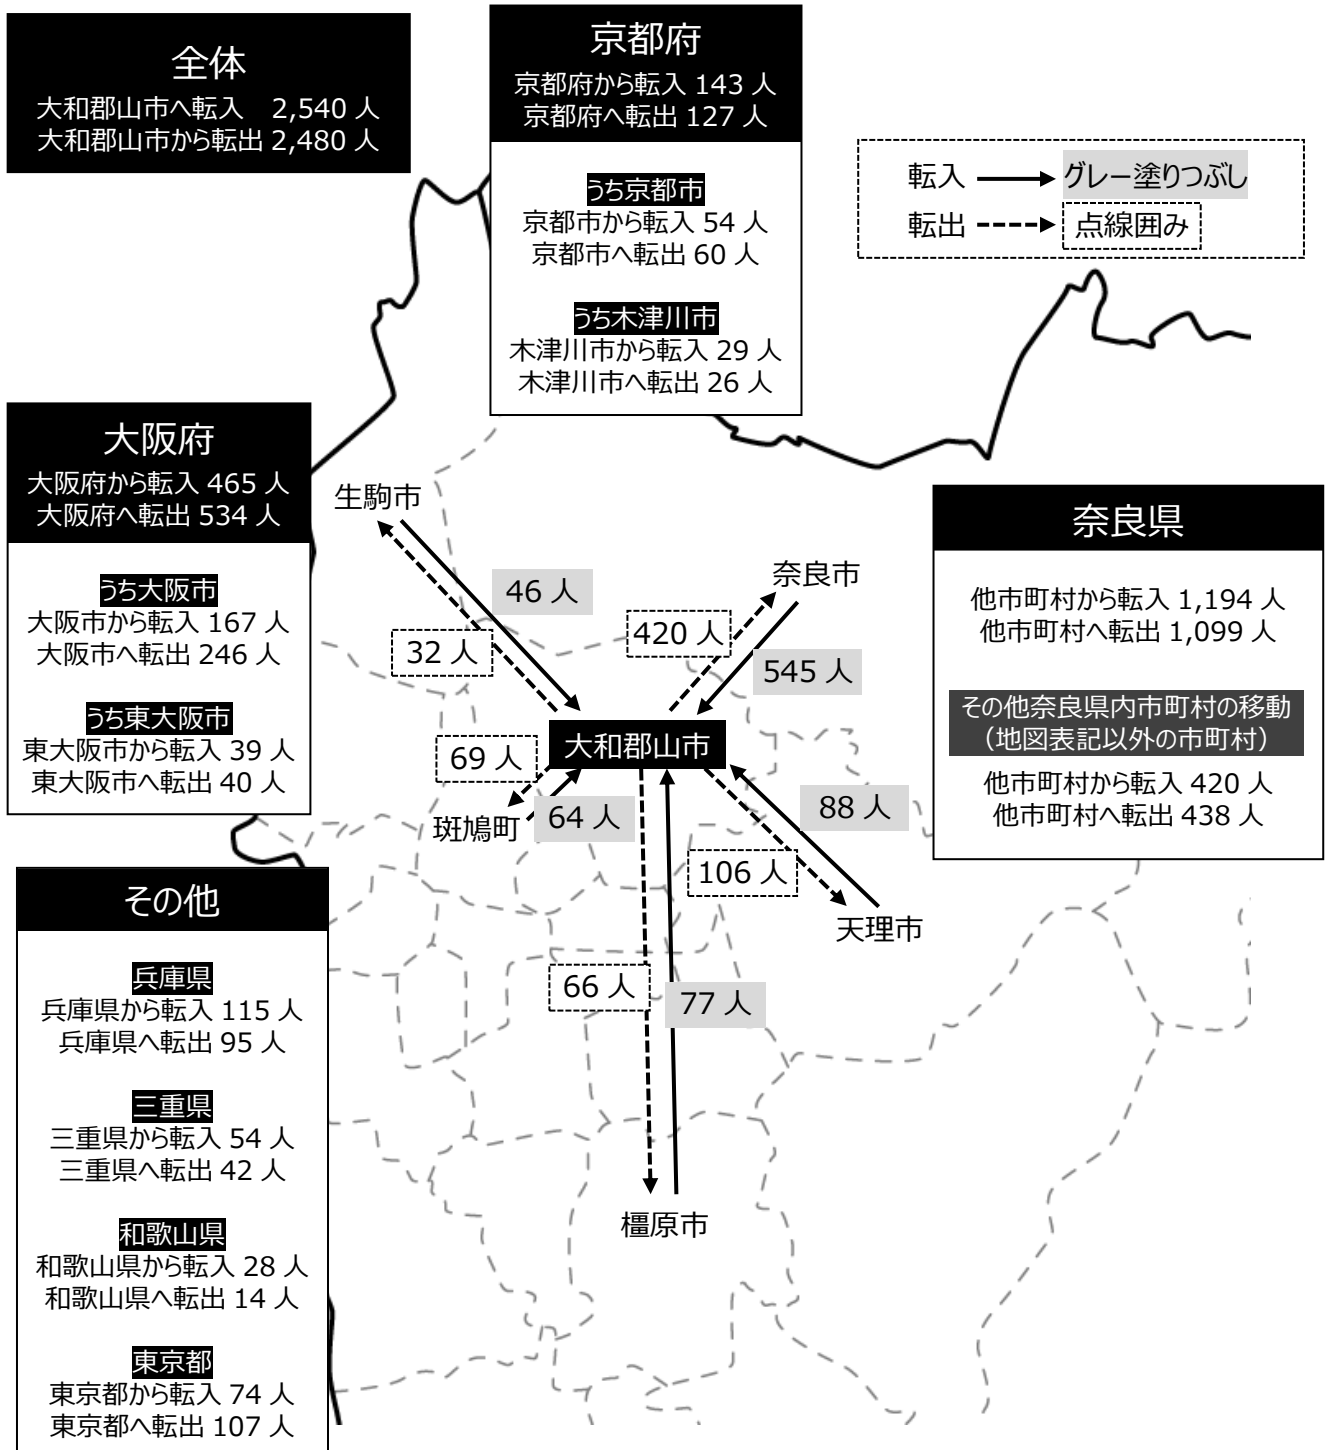 全体
大和郡山市へ転入 2,540 人
大和郡山市から転出 2,480 人
京都府
京都府から転入 143 人
京都府へ転出 127 人
うち京都市
京都市から転入 54 人
京都市へ転出 60 人
うち木津川市
木津川市から転入 29 人
木津川市へ転出 26 人
転入 グレー塗りつぶし
転出 点線囲み
大阪府
大阪府から転入 465 人
大阪府へ転出 534 人
うち大阪市
大阪市から転入 167 人
大阪市へ転出 246 人
うち東大阪市
東大阪市から転入 39 人
東大阪市へ転出 40 人
生駒市
46 人
32 人
奈良市
420 人
545 人
大和郡山市
69 人
64 人
斑鳩町
88 人
106 人
天理市
66 人
77 人
橿原市
奈良県
他市町村から転入 1,194 人
他市町村へ転出 1,099 人
その他奈良県内市町村の移動
（地図表記以外の市町村）
他市町村から転入 420 人
他市町村へ転出 438 人
その他
兵庫県
兵庫県から転入 115 人
兵庫県へ転出 95 人
三重県
三重県から転入 54 人
三重県へ転出 42 人
和歌山県
和歌山県から転入 28 人
和歌山県へ転出 14 人
東京都
東京都から転入 74 人
東京都へ転出 107 人